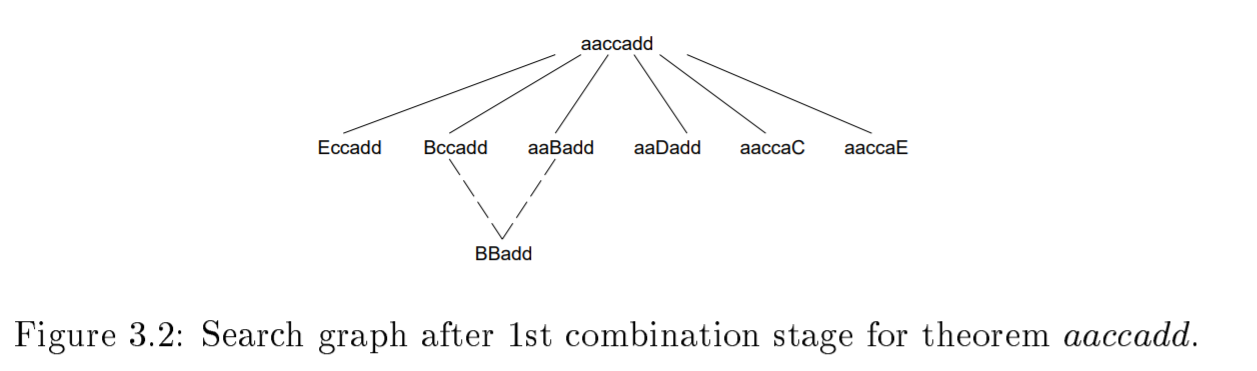 aaccadd
Eccadd Bccadd aaBadd aaDadd aaccaC aaccaE
BBadd
Figure 3.2: Search graph after 1st combination stage for theorem aaccadd.